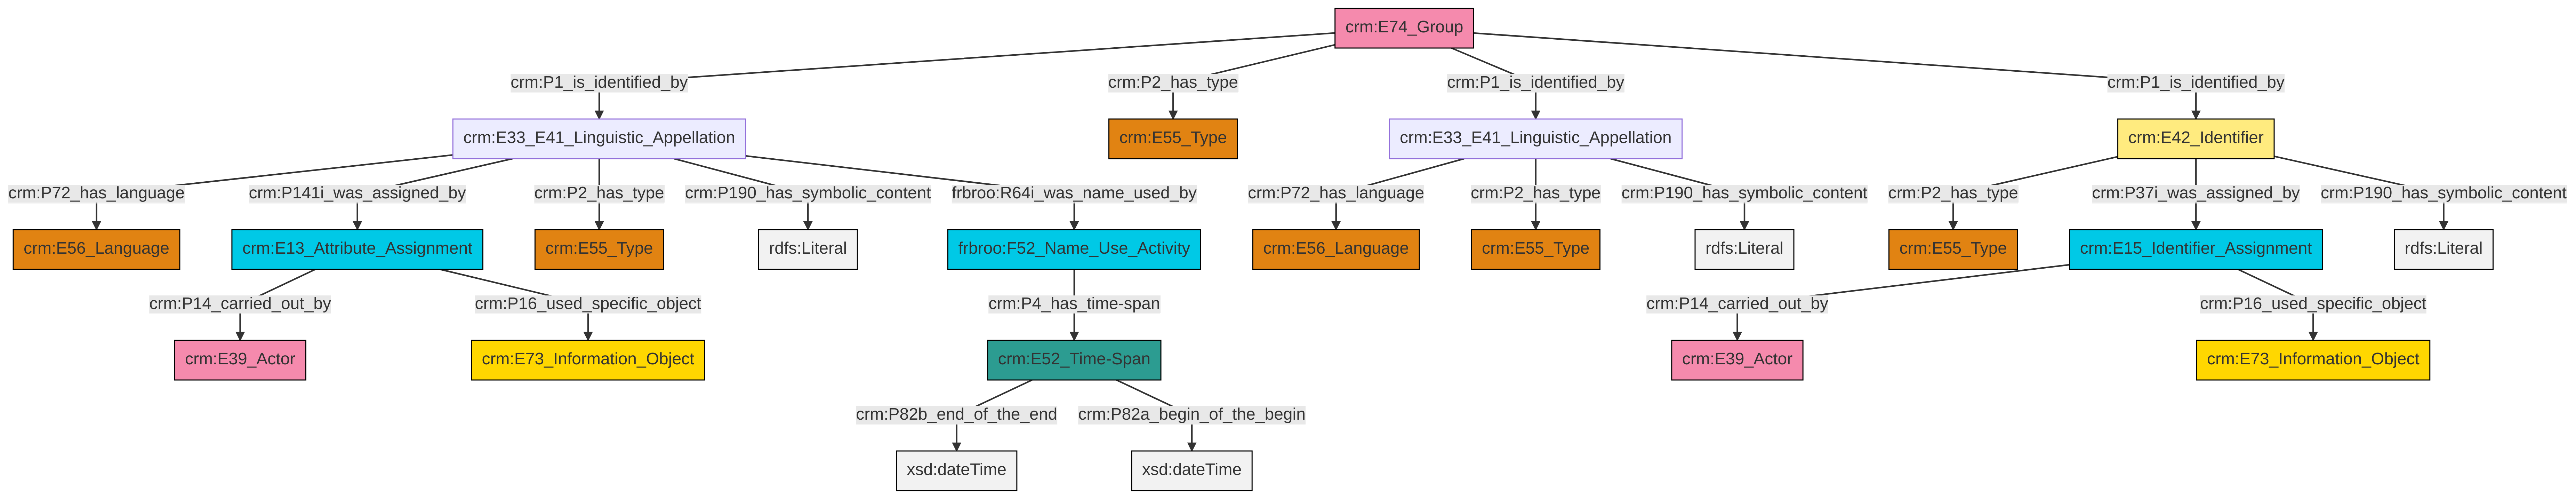 crm:E74_Group
crm:P1_is_identified_by
crm:P2_has_type
crm:P1_is_identified_by
crm:P1_is_identified_by
crm:E33_E41_Linguistic_Appellation
crm:E55_Type
crm:E33_E41_Linguistic_Appellation
crm:E42_Identifier
crm:P72_has_language
crm:P141i_was_assigned_by
crm:P2_has_type
crm:P190_has_symbolic_content
frbroo:R64i_was_name_used_by
crm:P72_has_language
crm:P2_has_type
crm:P190_has_symbolic_content
crm:P2_has_type
crm:P37i_was_assigned_by
crm:P190_has_symbolic_content
crm:E56_Language
crm:E13_Attribute_Assignment
crm:E55_Type
rdfs:Literal
frbroo:F52_Name_Use_Activity
crm:E56_Language
crm:E55_Type
rdfs:Literal
crm:E55_Type
crm:E15_Identifier_Assignment
rdfs:Literal
crm:P14_carried_out_by
crm:P16_used_specific_object
crm:P4_has_time-span
crm:P14_carried_out_by
crm:P16_used_specific_object
crm:E39_Actor
crm:E73_Information_Object
crm:E52_Time-Span
crm:E39_Actor
crm:E73_Information_Object
crm:P82b_end_of_the_end
crm:P82a_begin_of_the_begin
xsd:dateTime
xsd:dateTime